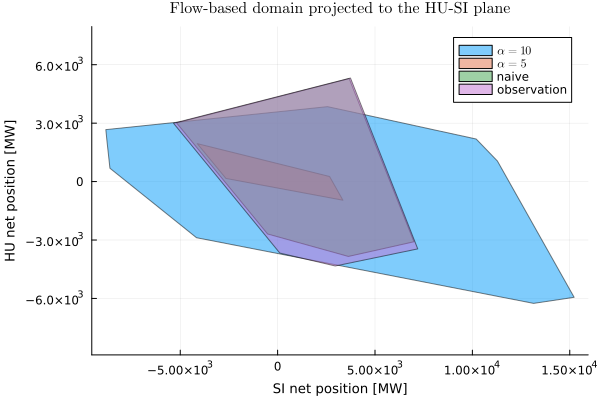 Flow-based domain projected to the HU-SI plane
α = 10
α = 5
naive
observation
HU net position [MW]
6.0×10³
3.0×10³
0
−3.0×10³
−6.0×10³
−5.00×10³ 0 5.00×10³ 1.00×10⁴ 1.50×10⁴
SI net position [MW]